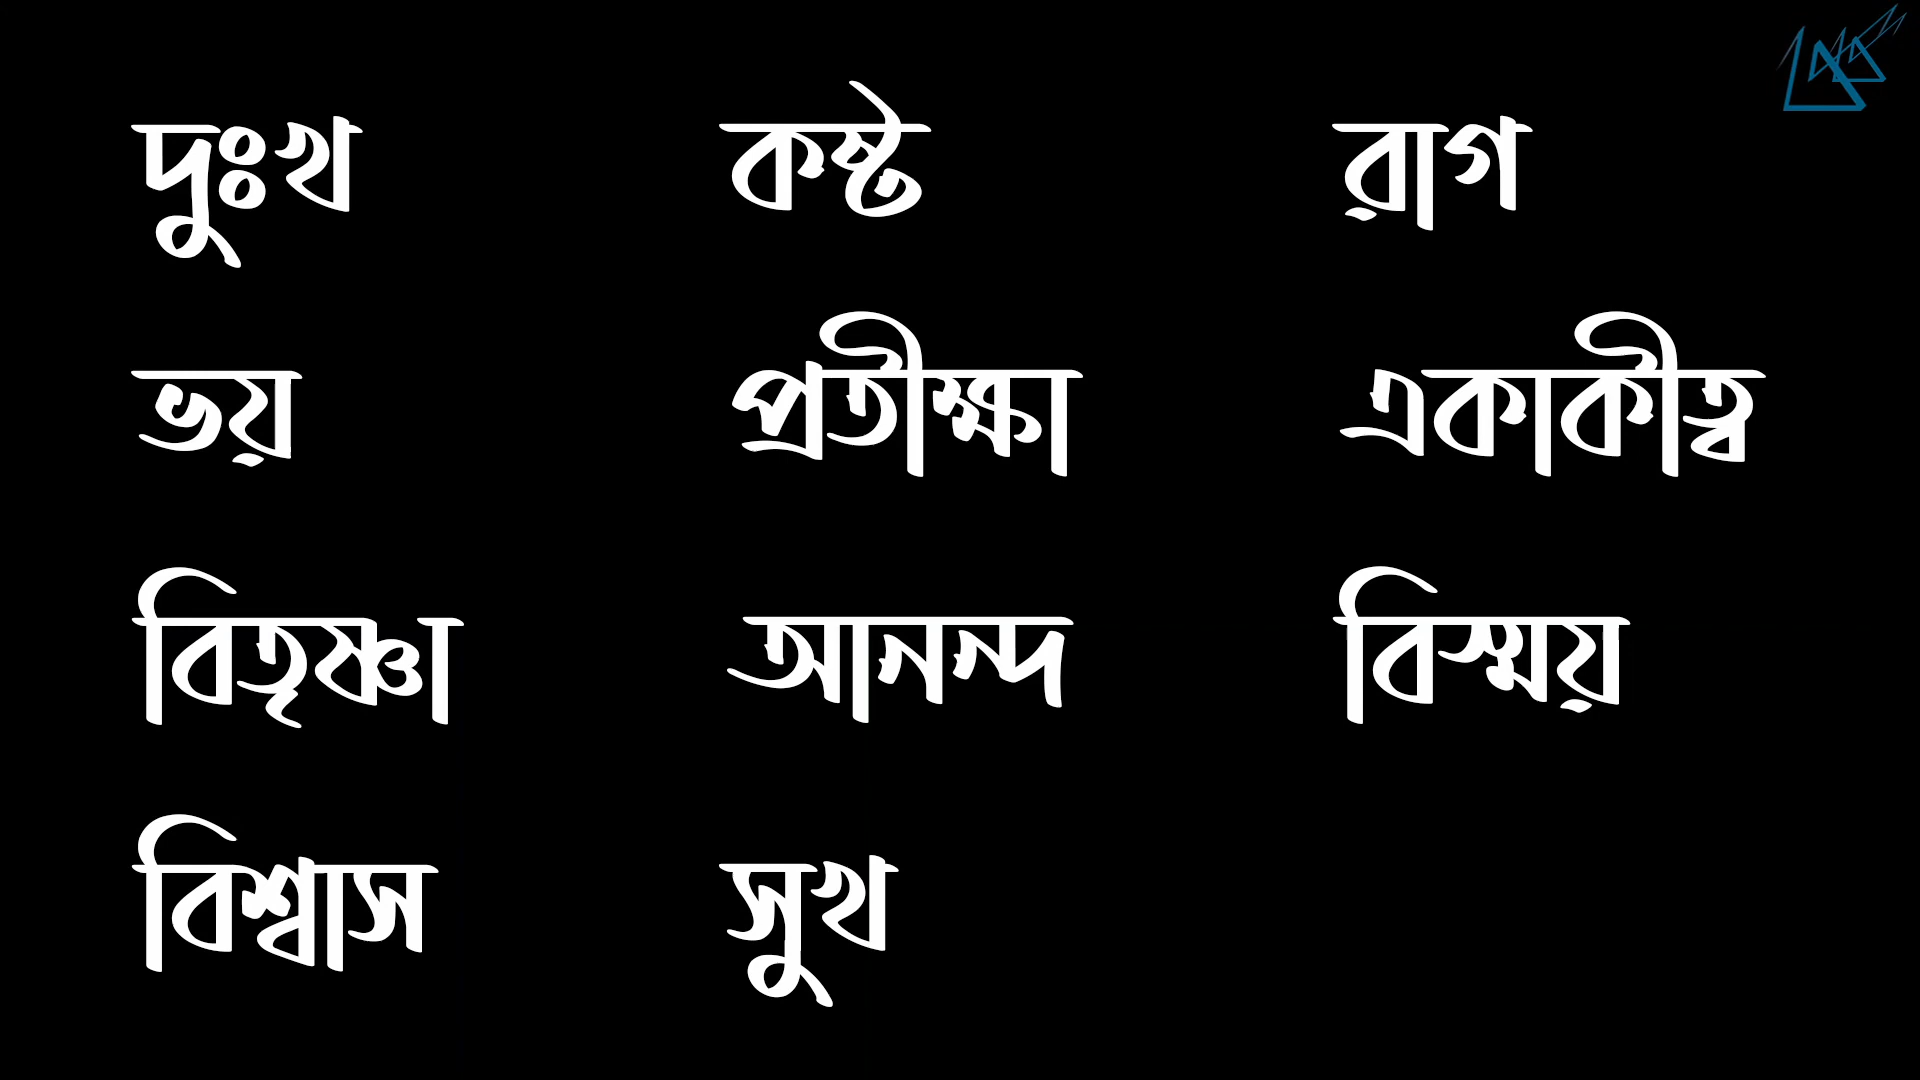 দুঃখ কষ্ট রাগ
ভয় প্রতীক্ষা একাকীত্ব
বিতৃষ্ণা আনন্দ বিস্ময়
বিশ্বাস সুখ